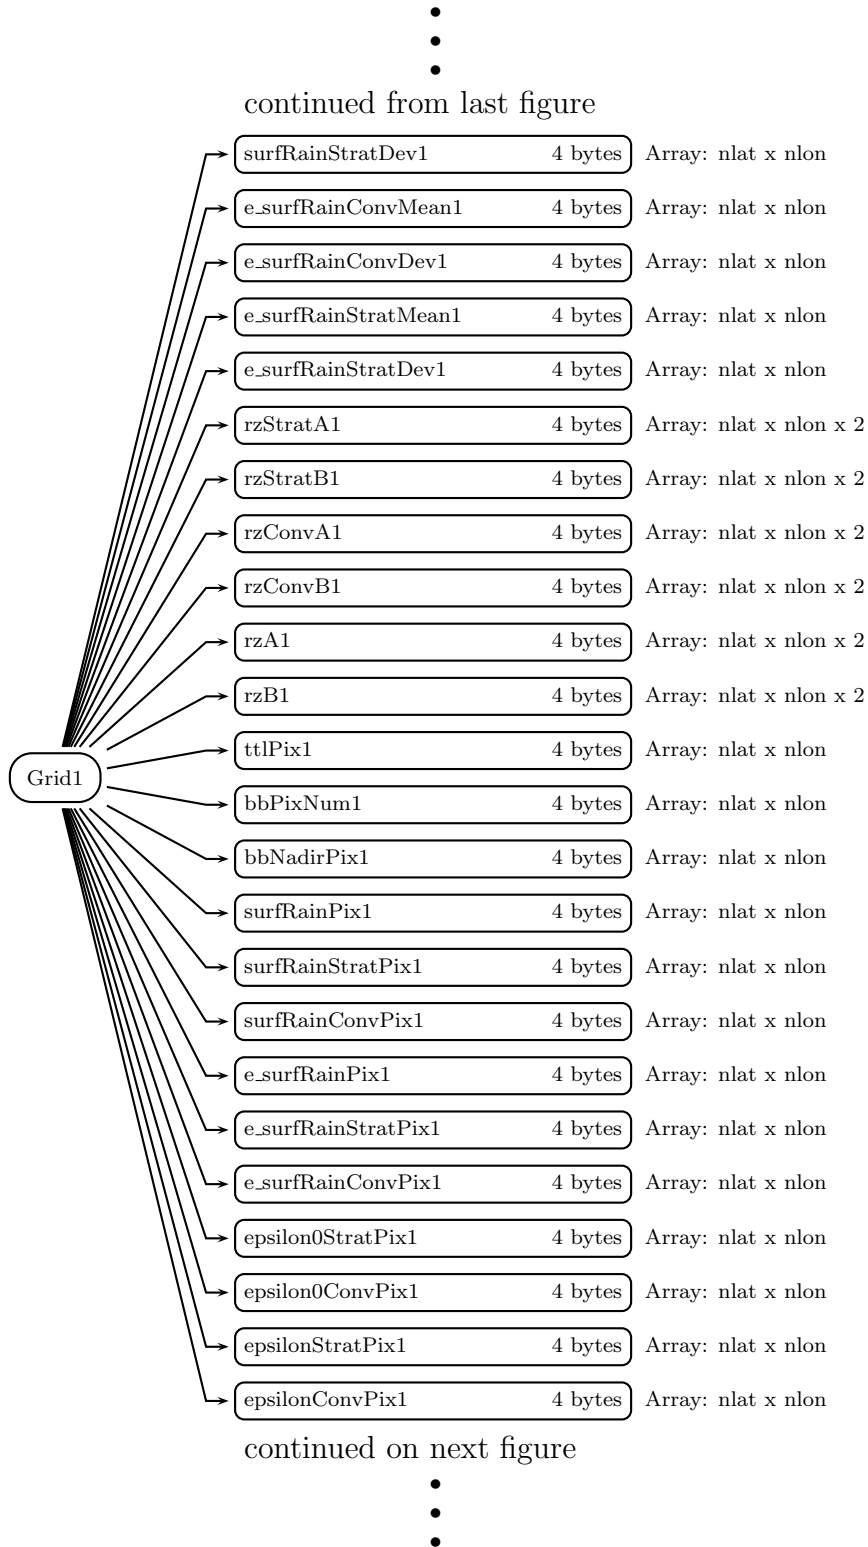 continued from last figure
surfRainStratDev1 4 bytes Array: nlat x nlon
e_surfRainConvMean1 4 bytes Array: nlat x nlon
e_surfRainConvDev1 4 bytes Array: nlat x nlon
e_surfRainStratMean1 4 bytes Array: nlat x nlon
e_surfRainStratDev1 4 bytes Array: nlat x nlon
rzStratA1 4 bytes Array: nlat x nlon x 2
rzStratB1 4 bytes Array: nlat x nlon x 2
rzConvA1 4 bytes Array: nlat x nlon x 2
rzConvB1 4 bytes Array: nlat x nlon x 2
rzA1 4 bytes Array: nlat x nlon x 2
rzB1 4 bytes Array: nlat x nlon x 2
ttlPix1 4 bytes Array: nlat x nlon
Grid1
bbPixNum1 4 bytes Array: nlat x nlon
bbNadirPix1 4 bytes Array: nlat x nlon
surfRainPix1 4 bytes Array: nlat x nlon
surfRainStratPix1 4 bytes Array: nlat x nlon
surfRainConvPix1 4 bytes Array: nlat x nlon
e_surfRainPix1 4 bytes Array: nlat x nlon
e_surfRainStratPix1 4 bytes Array: nlat x nlon
e_surfRainConvPix1 4 bytes Array: nlat x nlon
epsilon0StratPix1 4 bytes Array: nlat x nlon
epsilon0ConvPix1 4 bytes Array: nlat x nlon
epsilonStratPix1 4 bytes Array: nlat x nlon
epsilonConvPix1 4 bytes Array: nlat x nlon
continued on next figure